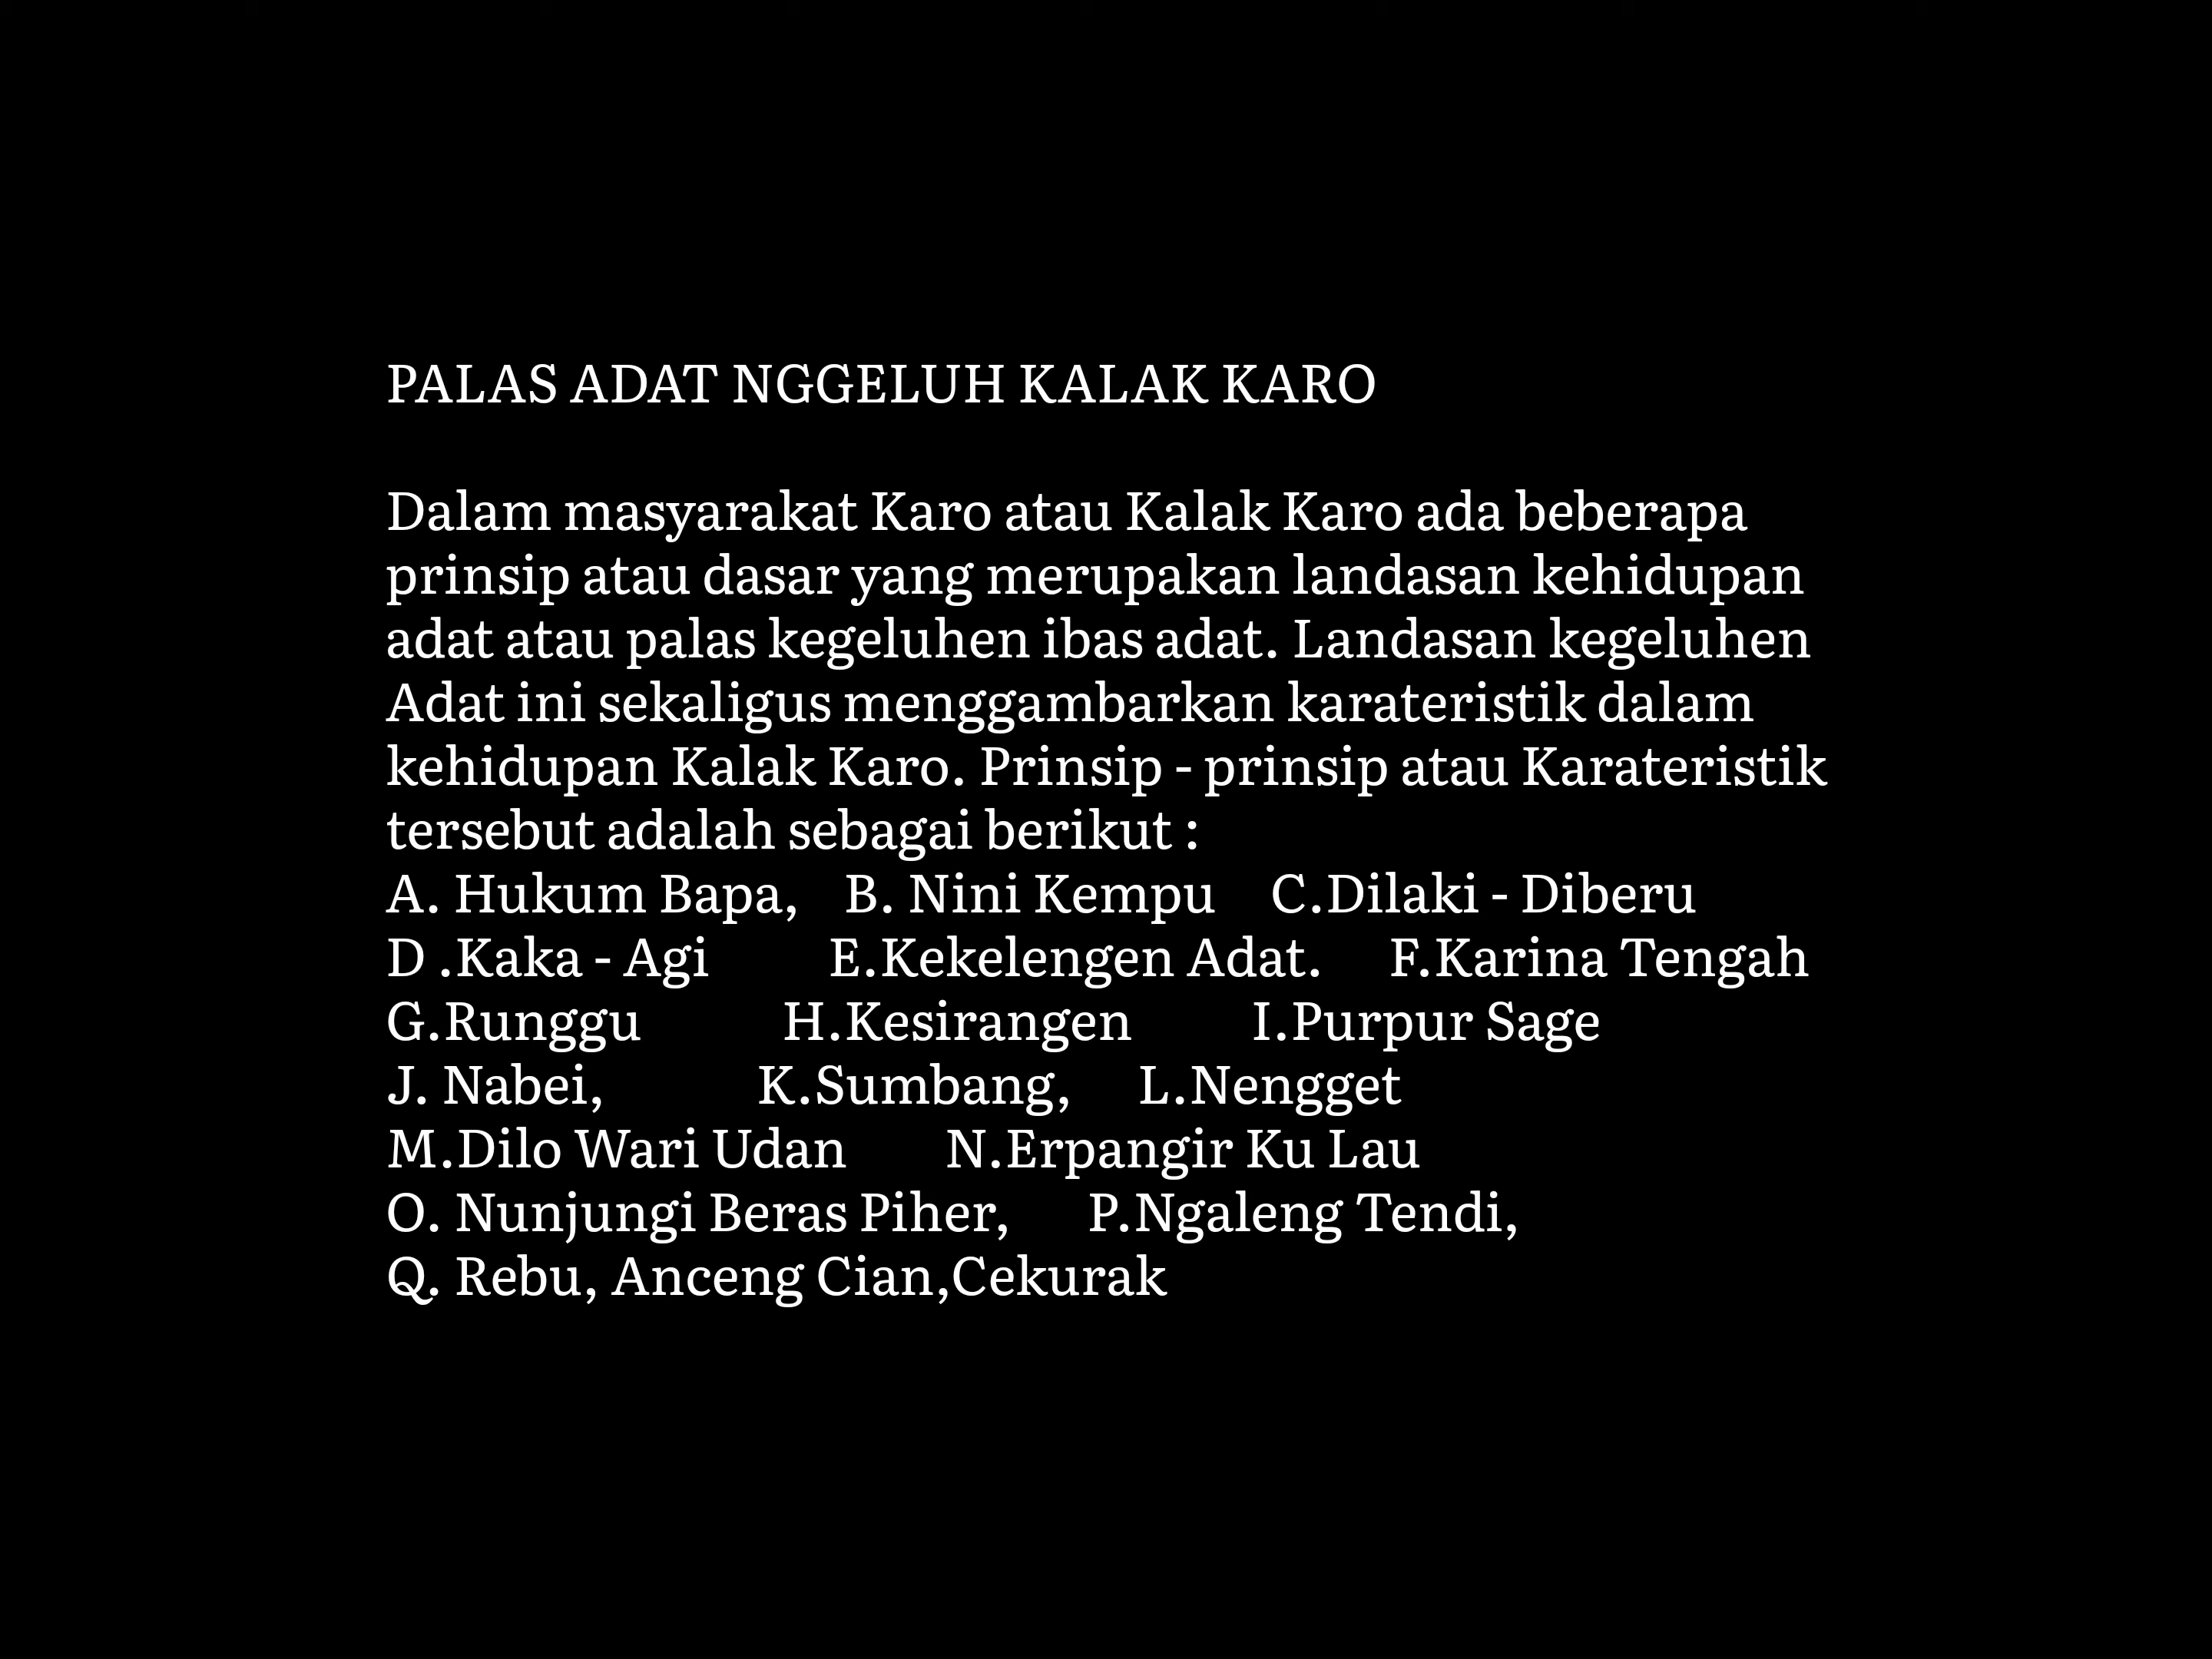 PALAS ADAT NGGELUH KALAK KARO
Dalam masyarakat Karo atau Kalak Karo ada beberapa
prinsip atau dasar yang merupakan landasan kehidupan
adat atau palas kegeluhen ibas adat. Landasan kegeluhen
Adat ini sekaligus menggambarkan karateristik dalam
kehidupan Kalak Karo. Prinsip - prinsip atau Karateristik
tersebut adalah sebagai berikut :
A. Hukum Bapa, B. Nini Kempu C.Dilaki - Diberu
D .Kaka - Agi E.Kekelengen Adat. F.Karina Tengah
G.Runggu H.Kesirangen I.Purpur Sage
J. Nabei, K.Sumbang, L.Nengget
M.Dilo Wari Udan N.Erpangir Ku Lau
O. Nunjungi Beras Piher, P.Ngaleng Tendi,
Q. Rebu, Anceng Cian,Cekurak